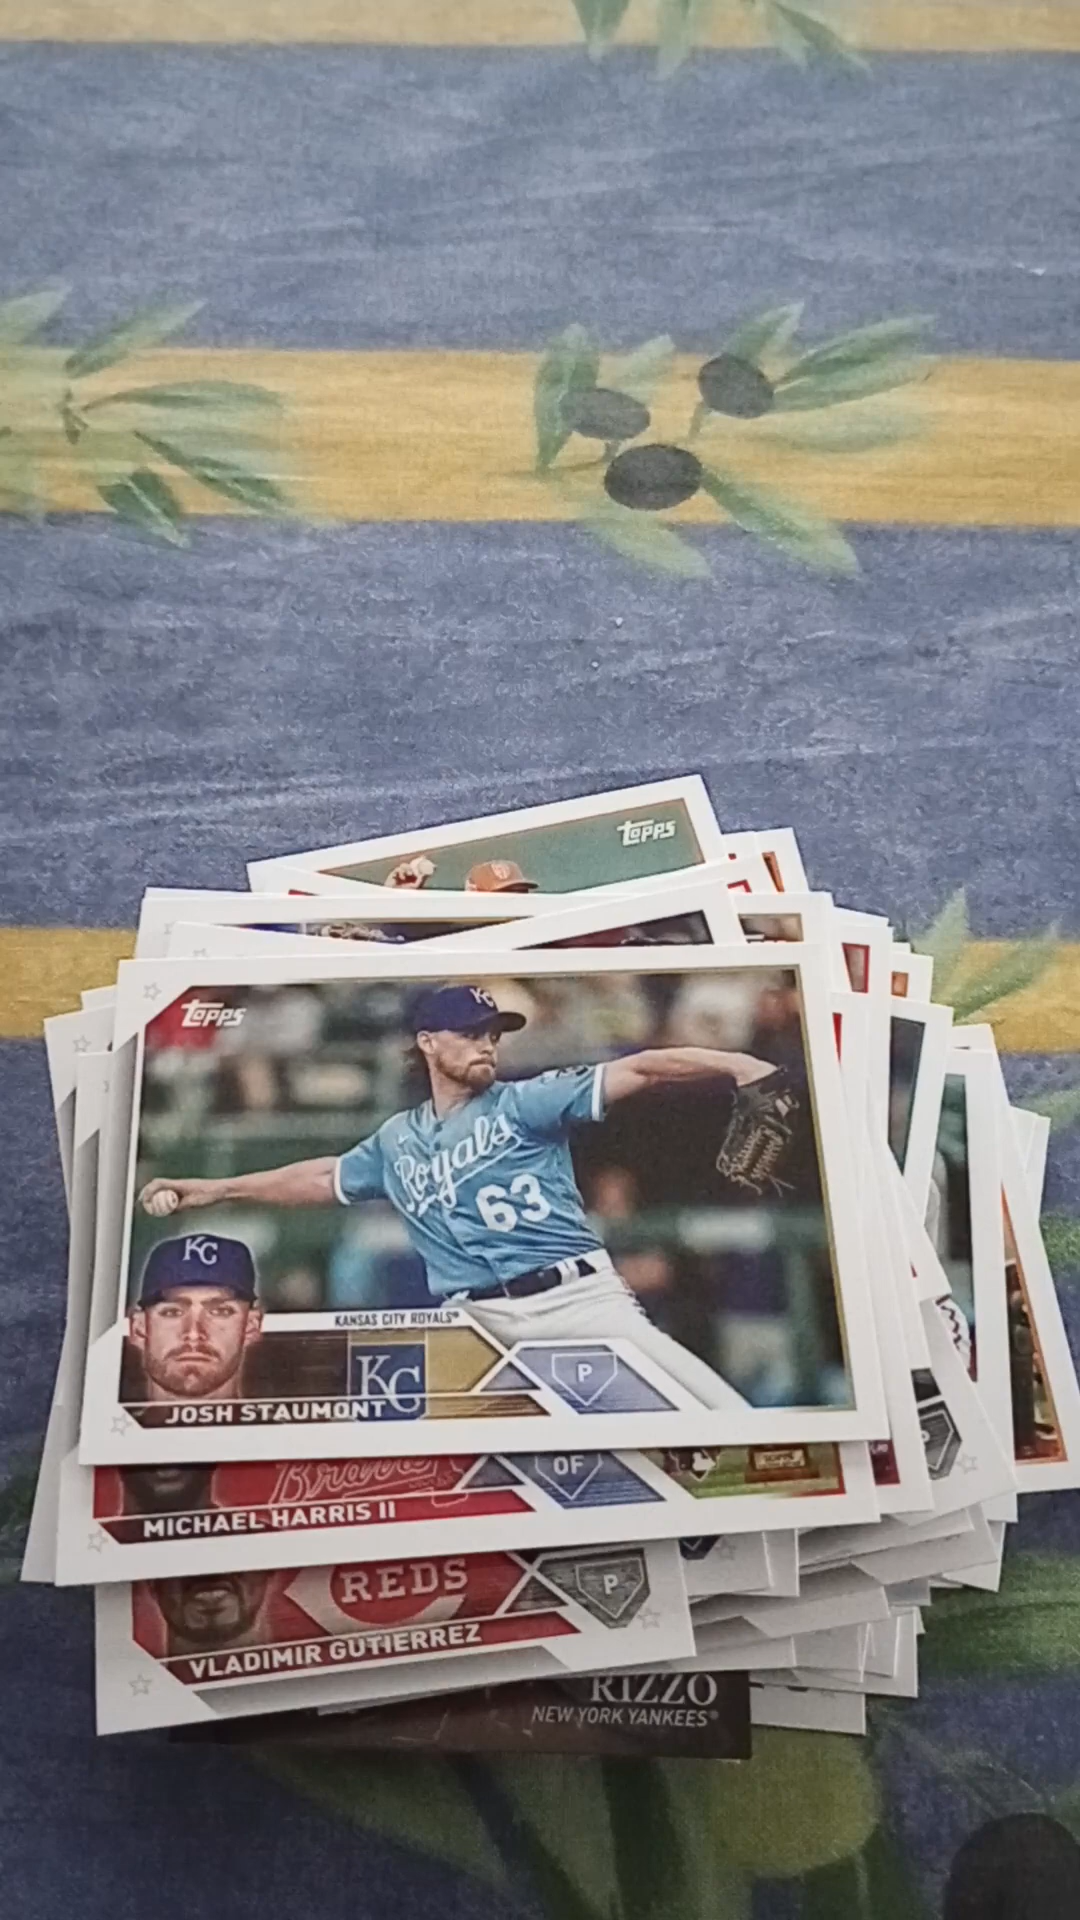 TOPPS
TOPPS
KC
Royals
63
KC
KANSAS CITY ROYALS®
KC
P
JOSH STAUMONT
Braves
OF
MICHAEL HARRIS II
REDS
P
VLADIMIR GUTIERREZ
RIZZO
NEW YORK YANKEES®